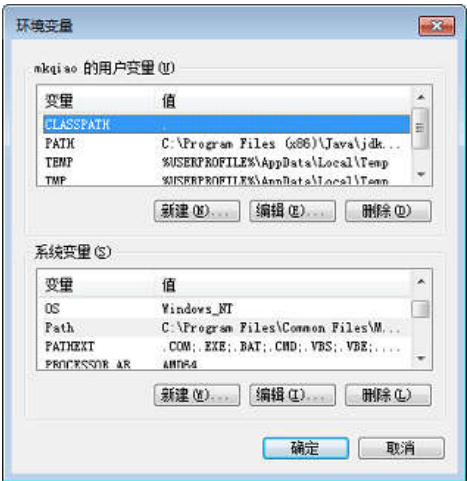 环境变量
mkqiao 的用户变量(U)
变量 值
CLASSPATH .
PATH C:\Program Files (x86)\Java\jdk...
TEMP %USERPROFILE%\AppData\Local\Temp
TMP %USERPROFILE%\AppData\Local\Temp
新建(N)... 编辑(E)... 删除(D)
系统变量(S)
变量 值
OS Windows_NT
Path C:\Program Files\Common Files\M...
PATHEXT .COM;.EXE;.BAT;.CMD;.VBS;.VBE;....
PROCESSOR_AR AMD64
新建(W)... 编辑(I)... 删除(L)
确定 取消